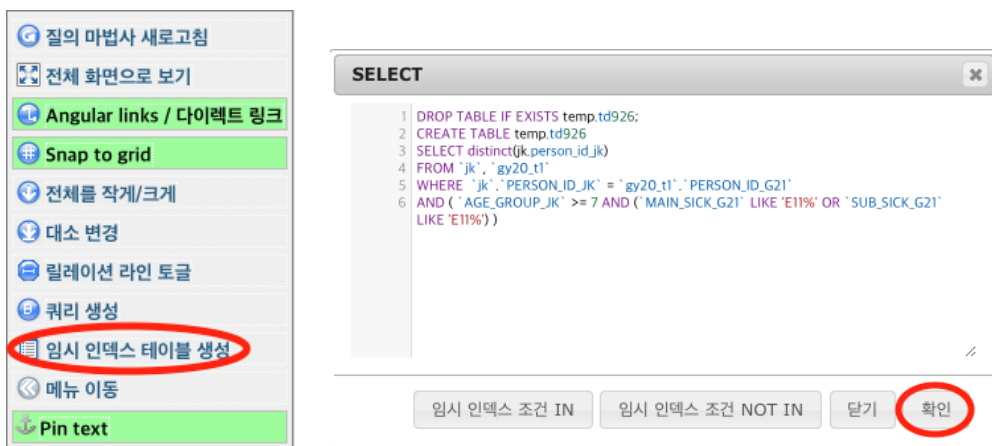 질의 마법사 새로고침
전체 화면으로 보기
Angular links / 다이렉트 링크
Snap to grid
전체를 작게/크게
대소 변경
릴레이션 라인 토글
쿼리 생성
임시 인덱스 테이블 생성
메뉴 이동
Pin text
SELECT
1 DROP TABLE IF EXISTS temp.td926;
2 CREATE TABLE temp.td926
3 SELECT distinct(jk.person_id_jk)
4 FROM `jk`, `gy20_t1`
5 WHERE `jk`.`PERSON_ID_JK` = `gy20_t1`.`PERSON_ID_G21`
6 AND ( `AGE_GROUP_JK` >= 7 AND (`MAIN_SICK_G21` LIKE 'E11%' OR `SUB_SICK_G21`
LIKE 'E11%') )
임시 인덱스 조건 IN
임시 인덱스 조건 NOT IN
닫기
확인